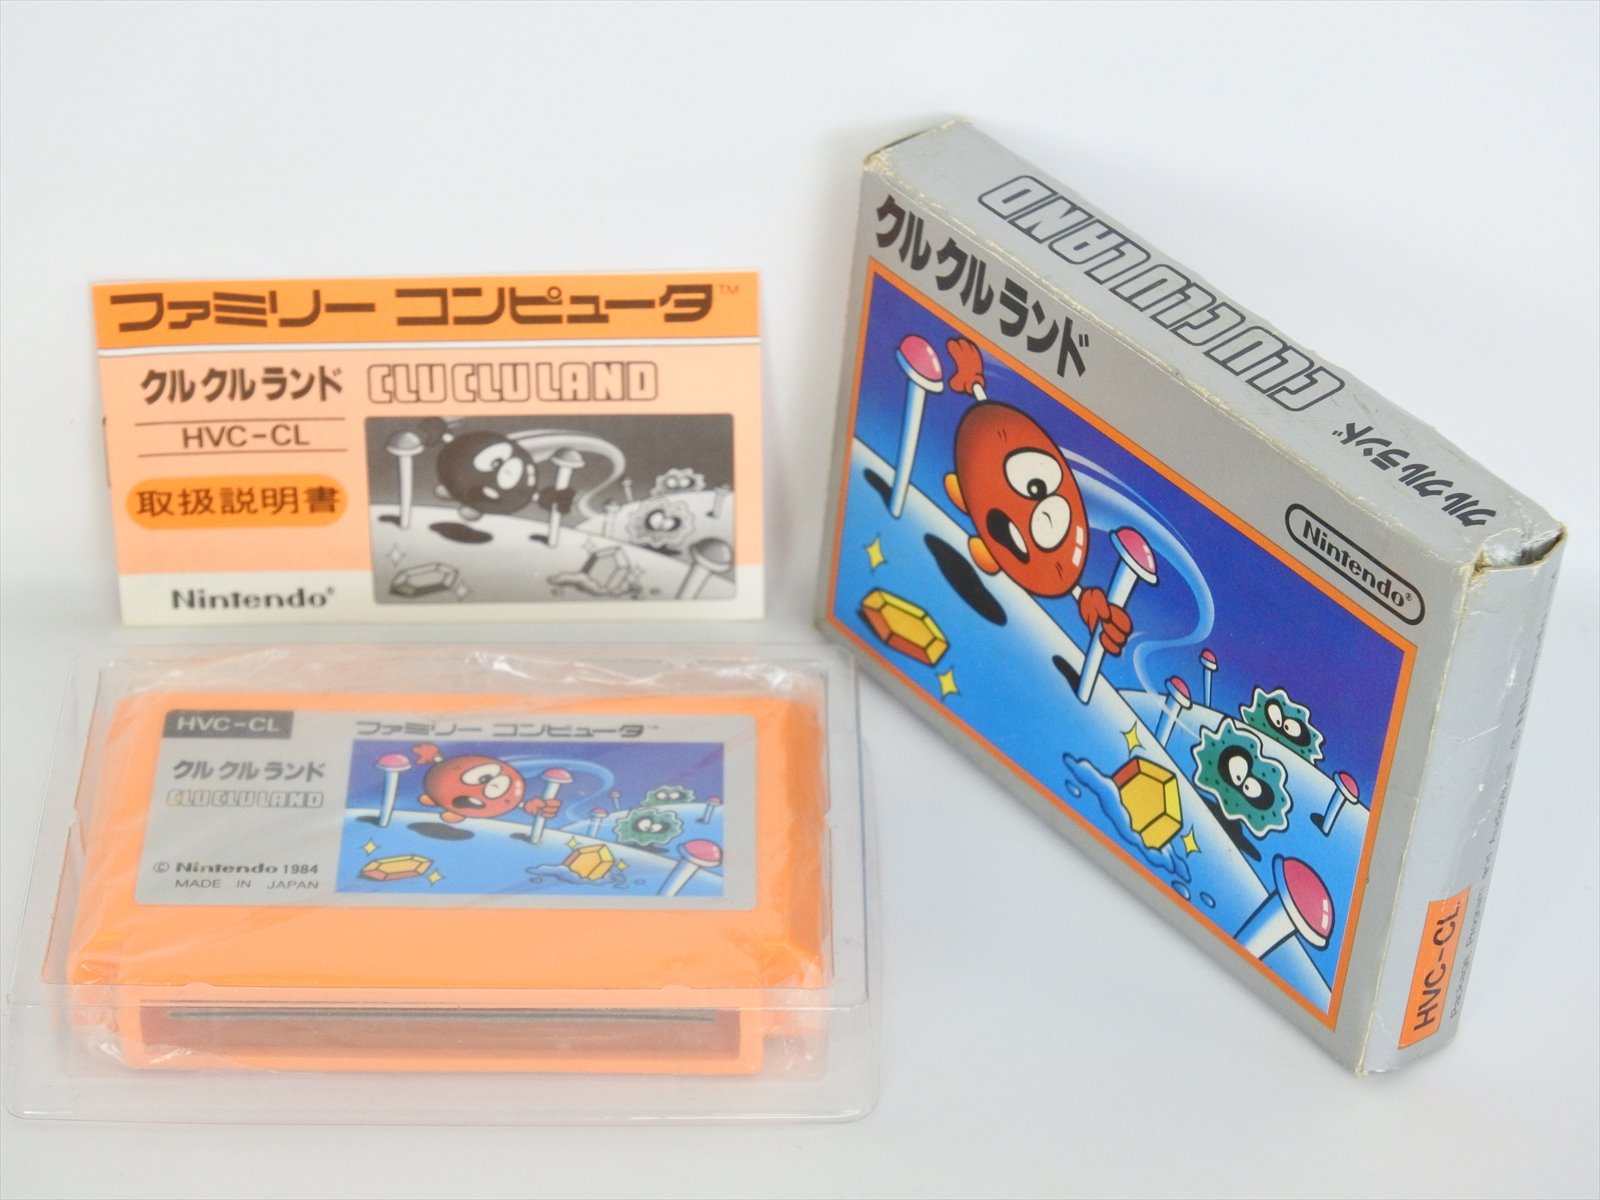 ファミリー コンピュータ™
クルクルランド CLU CLU LAND
HVC-CL
取扱説明書
Nintendo®
HVC-CL
ファミリー コンピュータ™
クルクルランド
CLU CLU LAND
© Nintendo 1984
MADE IN JAPAN
クルクルランド
CLU CLU LAND
クルクルランド
Nintendo®
HVC-CL